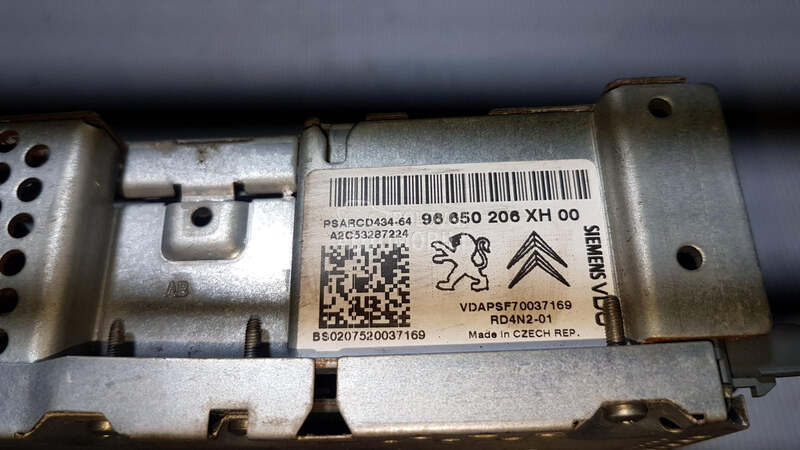 PSARCD434-64 96 650 206 XH 00
A2C53287224
VDAPSF70037169
RD4N2-01
BS0207520037169 Made in CZECH REP.
SIEMENS VDO
AB